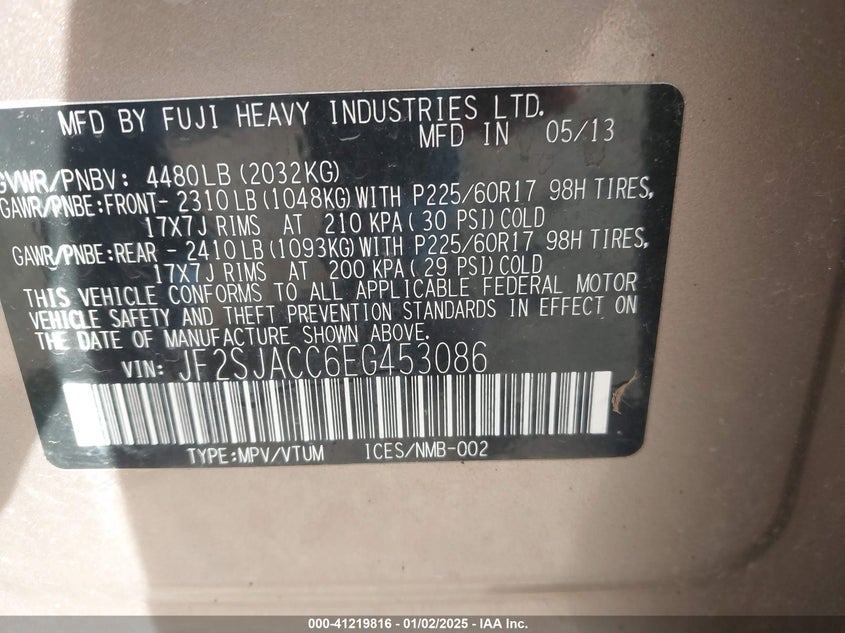 MFD BY FUJI HEAVY INDUSTRIES LTD.
MFD IN 05/13
GVWR/PNBV: 4480LB (2032KG)
GAWR/PNBE:FRONT- 2310LB (1048KG)WITH P225/60R17 98H TIRES,
17X7J RIMS AT 210 KPA( 30 PSI)COLD
GAWR/PNBE:REAR - 2410LB (1093KG)WITH P225/60R17 98H TIRES,
17X7J RIMS AT 200 KPA( 29 PSI)COLD
THIS VEHICLE CONFORMS TO ALL APPLICABLE FEDERAL MOTOR
VEHICLE SAFETY AND THEFT PREVENTION STANDARDS IN EFFECT ON
THE DATE OF MANUFACTURE SHOWN ABOVE.
VIN: JF2SJACC6EG453086
TYPE:MPV/VTUM ICES/NMB-002
000-41219816 - 01/02/2025 - IAA Inc.